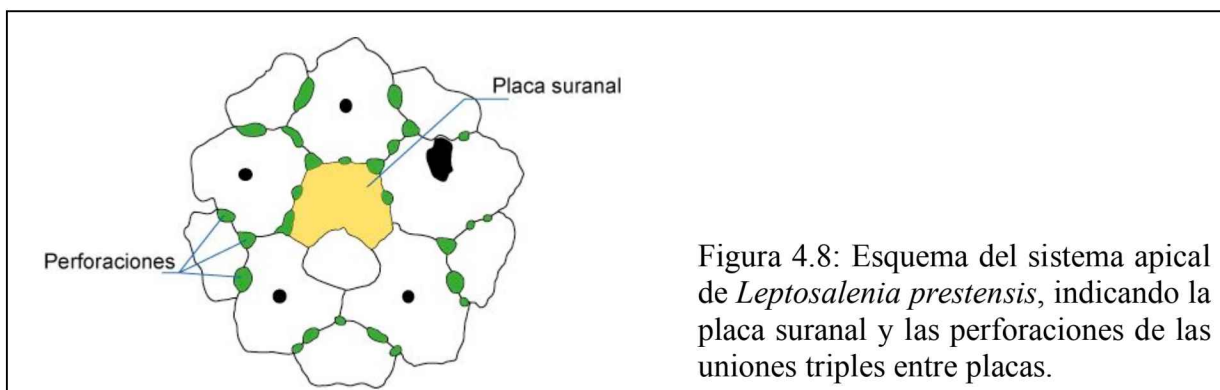 Placa suranal
Perforaciones
Figura 4.8: Esquema del sistema apical
de Leptosalenia prestensis, indicando la
placa suranal y las perforaciones de las
uniones triples entre placas.